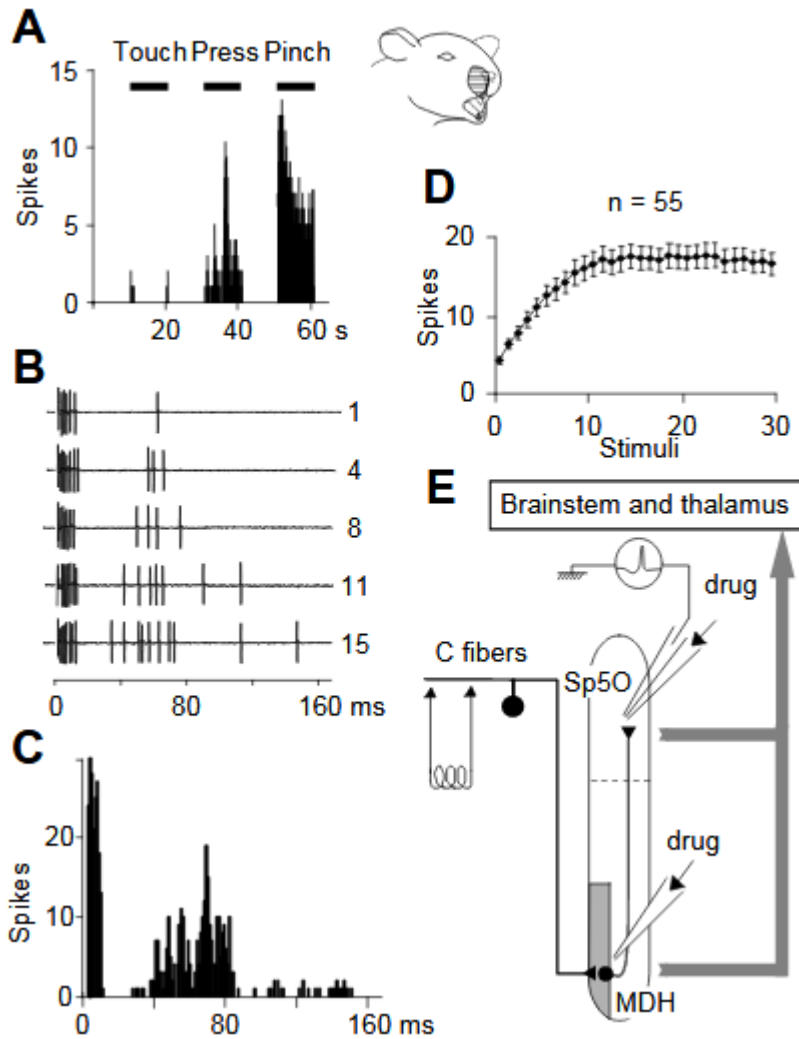 A
Touch Press Pinch
15
10
5
0
Spikes
20
40
60 s
B
1
4
8
11
15
0
80
160 ms
C
20
10
0
Spikes
0
80
160 ms
D
n = 55
20
10
0
Spikes
0
10
20
30
Stimuli
E
Brainstem and thalamus
drug
C fibers
Sp5O
drug
MDH